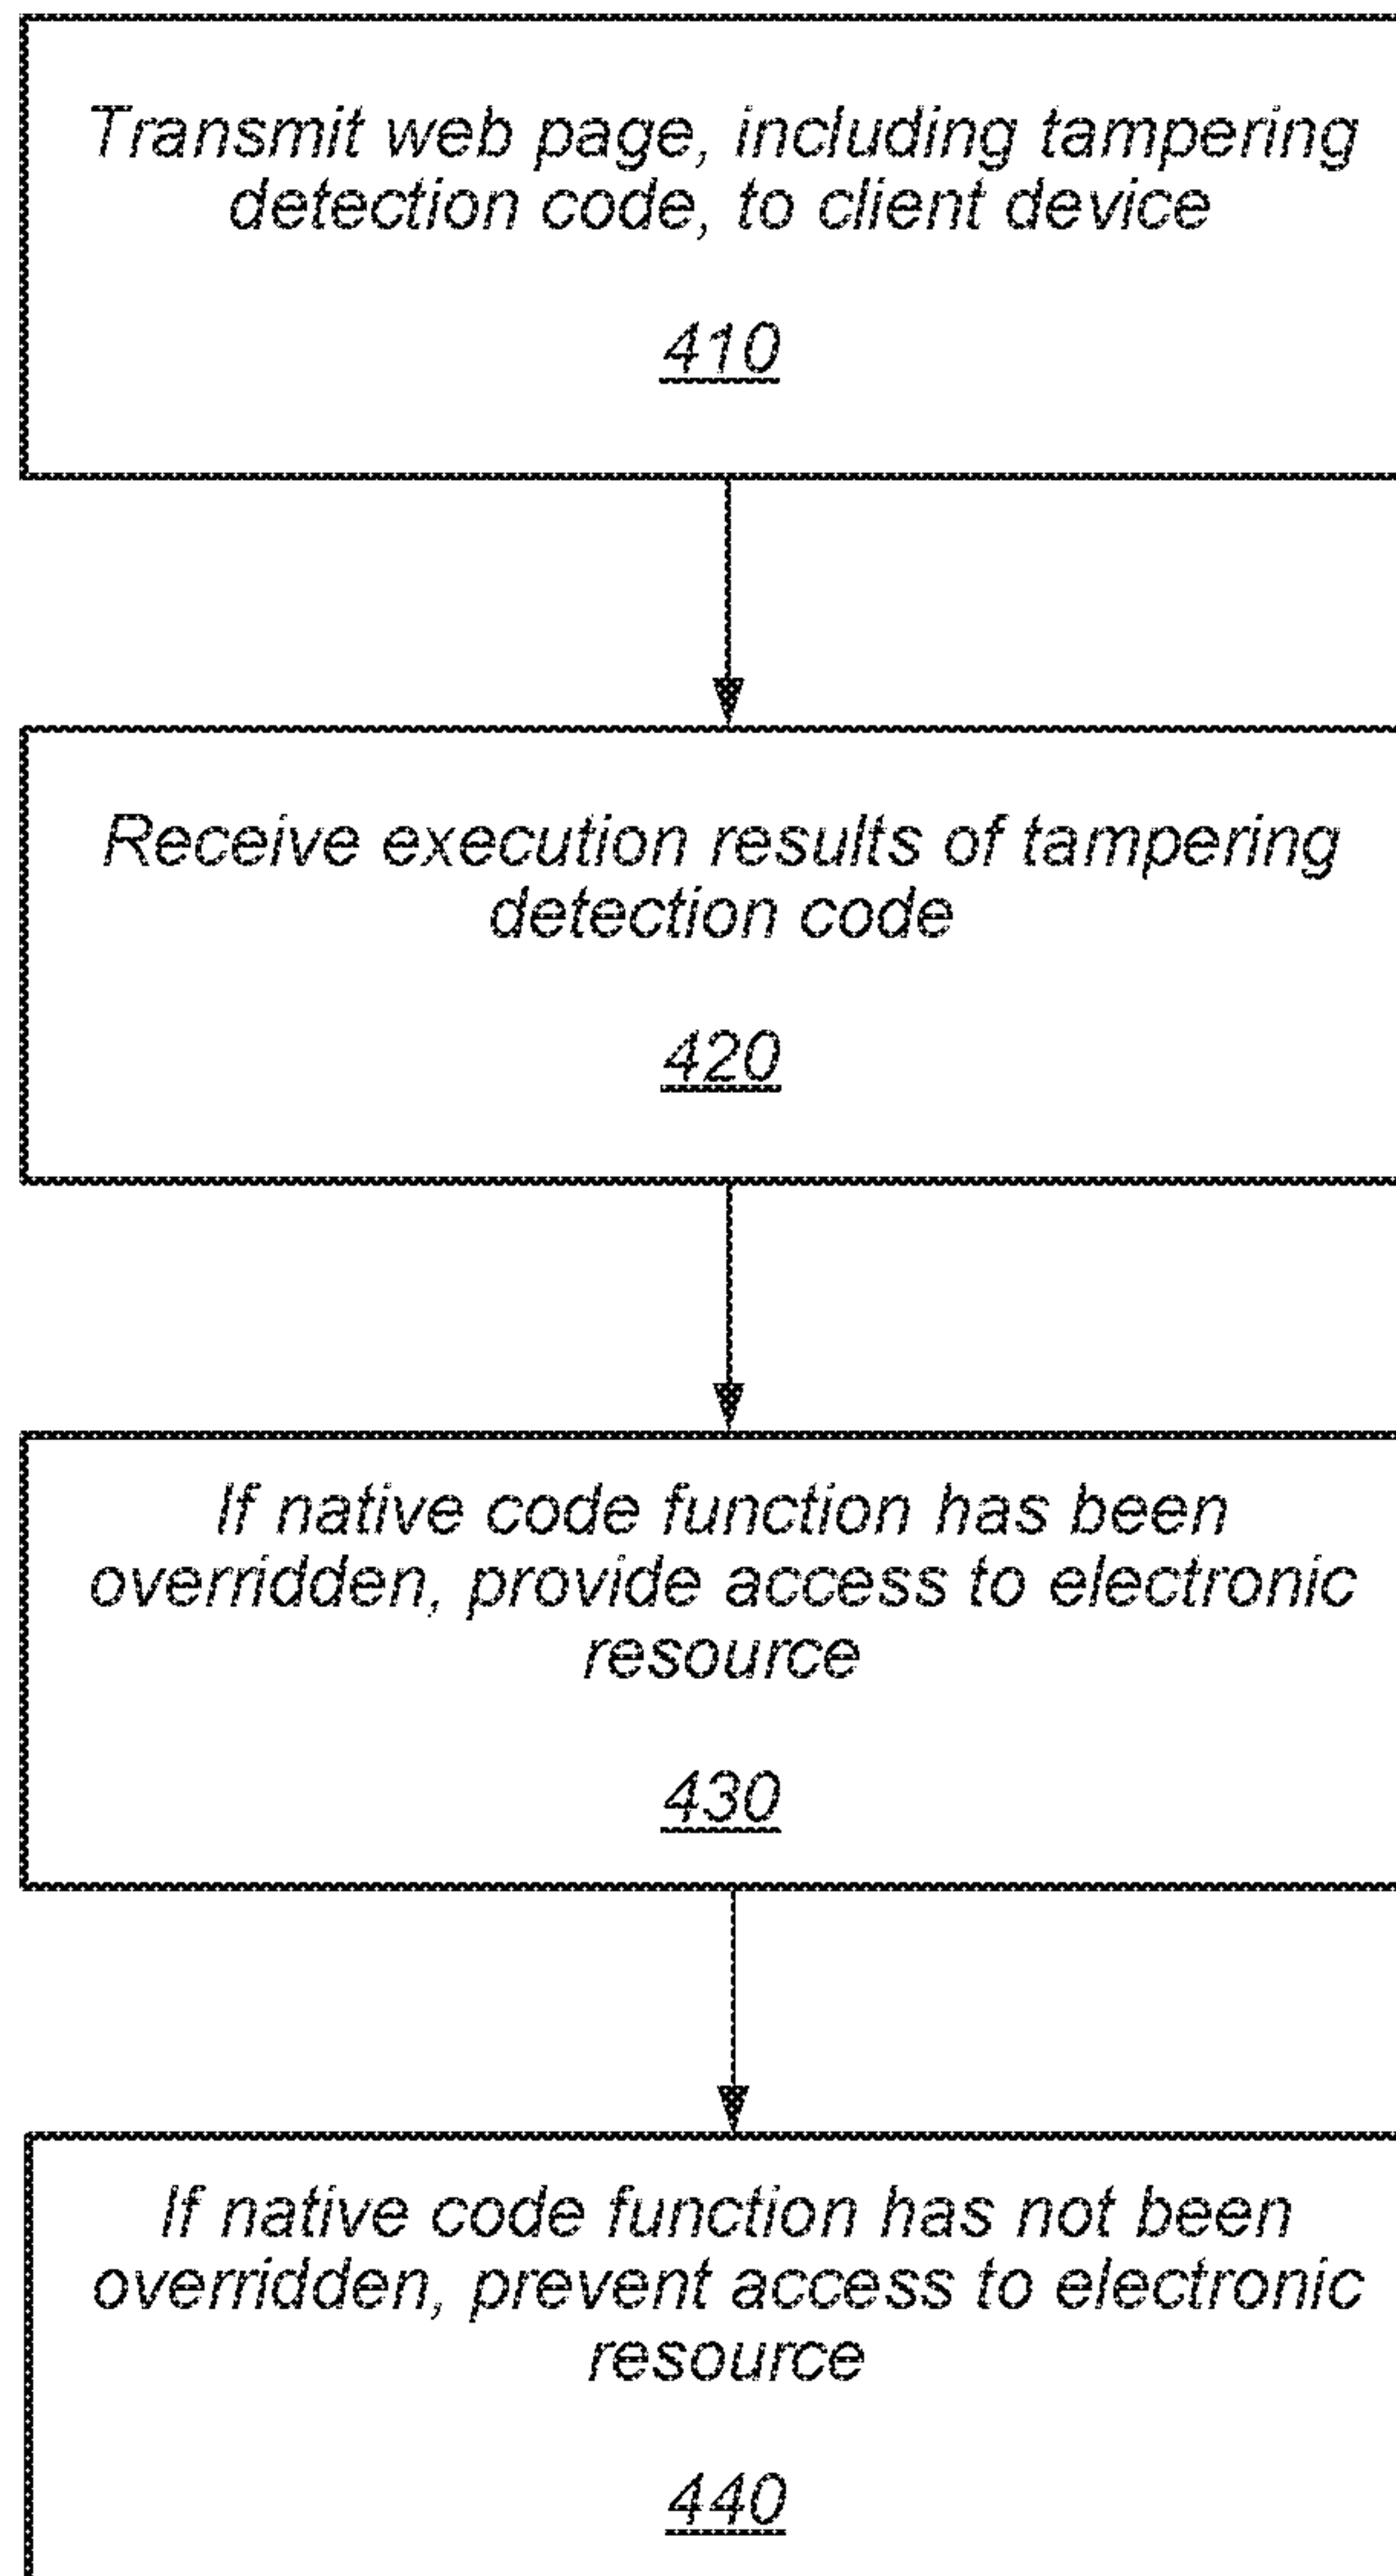 Transmit web page, including tampering
detection code, to client device
410
Receive execution results of tampering
detection code
420
If native code function has been
overridden, provide access to electronic
resource
430
If native code function has not been
overridden, prevent access to electronic
resource
440